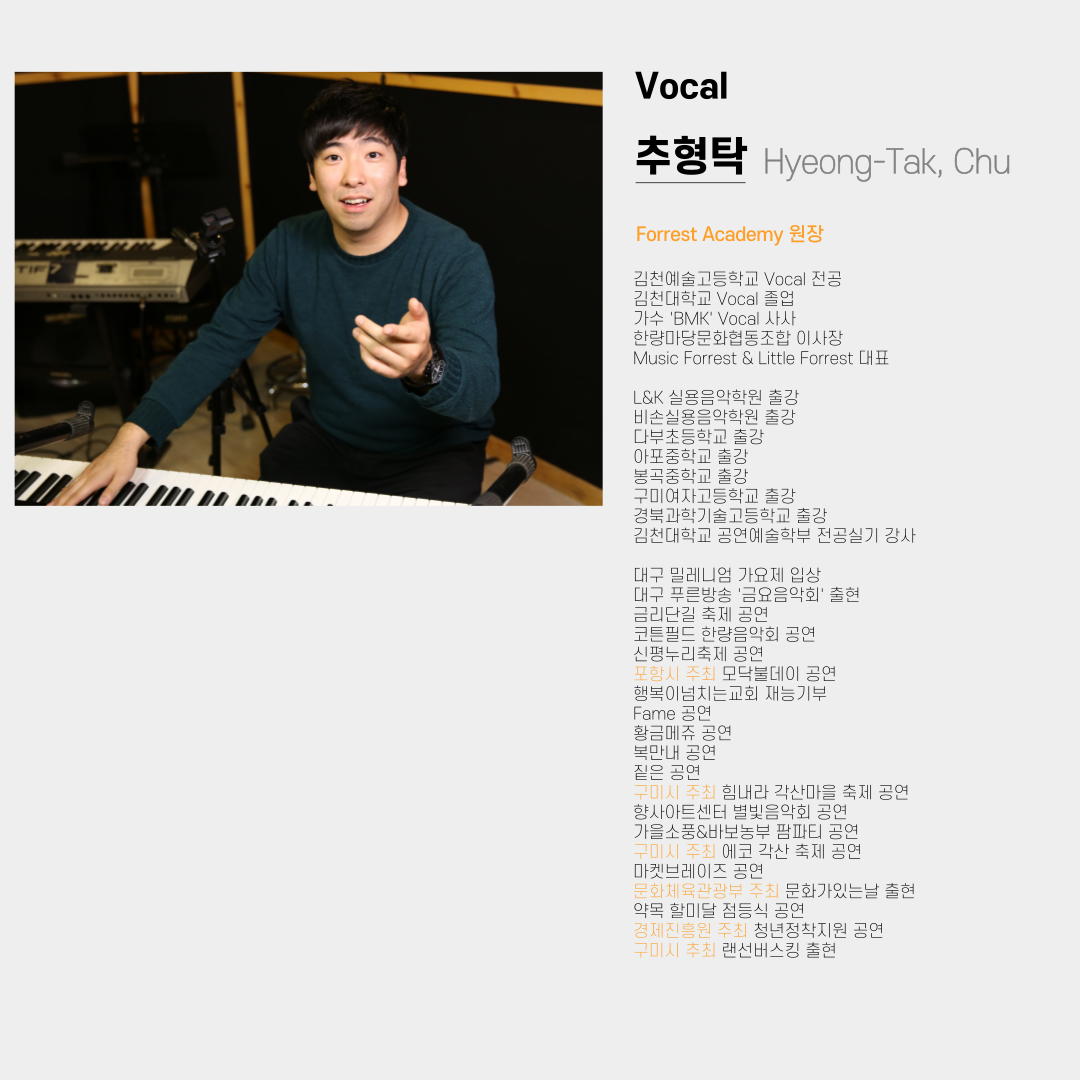 TIF 7
Vocal
추형탁 Hyeong-Tak, Chu
Forrest Academy 원장
김천예술고등학교 Vocal 전공
김천대학교 Vocal 졸업
가수 'BMK' Vocal 사사
한량마당문화협동조합 이사장
Music Forrest & Little Forrest 대표
L&K 실용음악학원 출강
비손실용음악학원 출강
다부초등학교 출강
아포중학교 출강
봉곡중학교 출강
구미여자고등학교 출강
경북과학기술고등학교 출강
김천대학교 공연예술학부 전공실기 강사
대구 밀레니엄 가요제 입상
대구 푸른방송 '금요음악회' 출현
금리단길 축제 공연
코튼필드 한량음악회 공연
신평누리축제 공연
포항시 주최 모닥불데이 공연
행복이넘치는교회 재능기부
Fame 공연
황금메쥬 공연
복만내 공연
짙은 공연
구미시 주최 힘내라 각산마을 축제 공연
향사아트센터 별빛음악회 공연
가을소풍&바보농부 팜파티 공연
구미시 주최 에코 각산 축제 공연
마켓브레이즈 공연
문화체육관광부 주최 문화가있는날 출현
약목 할미달 점등식 공연
경제진흥원 주최 청년정착지원 공연
구미시 추최 랜선버스킹 출현